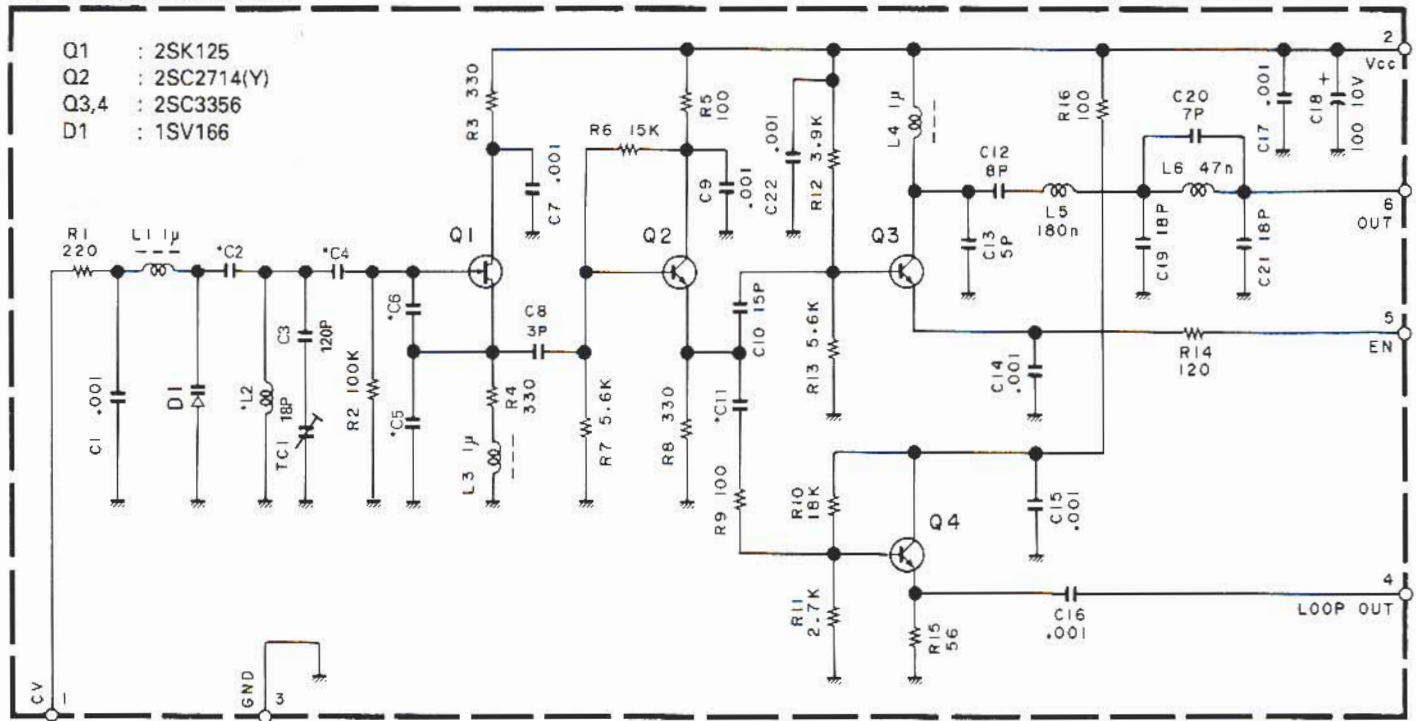 Q1 : 2SK125
Q2 : 2SC2714(Y)
Q3,4 : 2SC3356
D1 : 1SV166
R3 330
R5 100
R6 15K
C7 .001
C9 .001
C22 .001
R12 3.9K
L4 1μ
R16 100
C12 8P
L5 180n
C13 5P
C20 7P
L6 47n
C19 18P
C21 18P
C17 .001
C18 + 100 10V
2 Vcc
6 OUT
5 EN
4 LOOP OUT
R1 220
L1 1μ
*C2
*C4
Q1
Q2
Q3
*C6
C8 3P
C10 15P
C1 .001
D1
*L2
C3 120P
TC1 18P
R2 100K
*C5
R4 330
L3 1μ
R7 5.6K
R8 330
*C11
R9 100
R13 5.6K
C14 .001
R14 120
R10 18K
C15 .001
Q4
R11 2.7K
R15 56
C16 .001
CV 1
GND 3